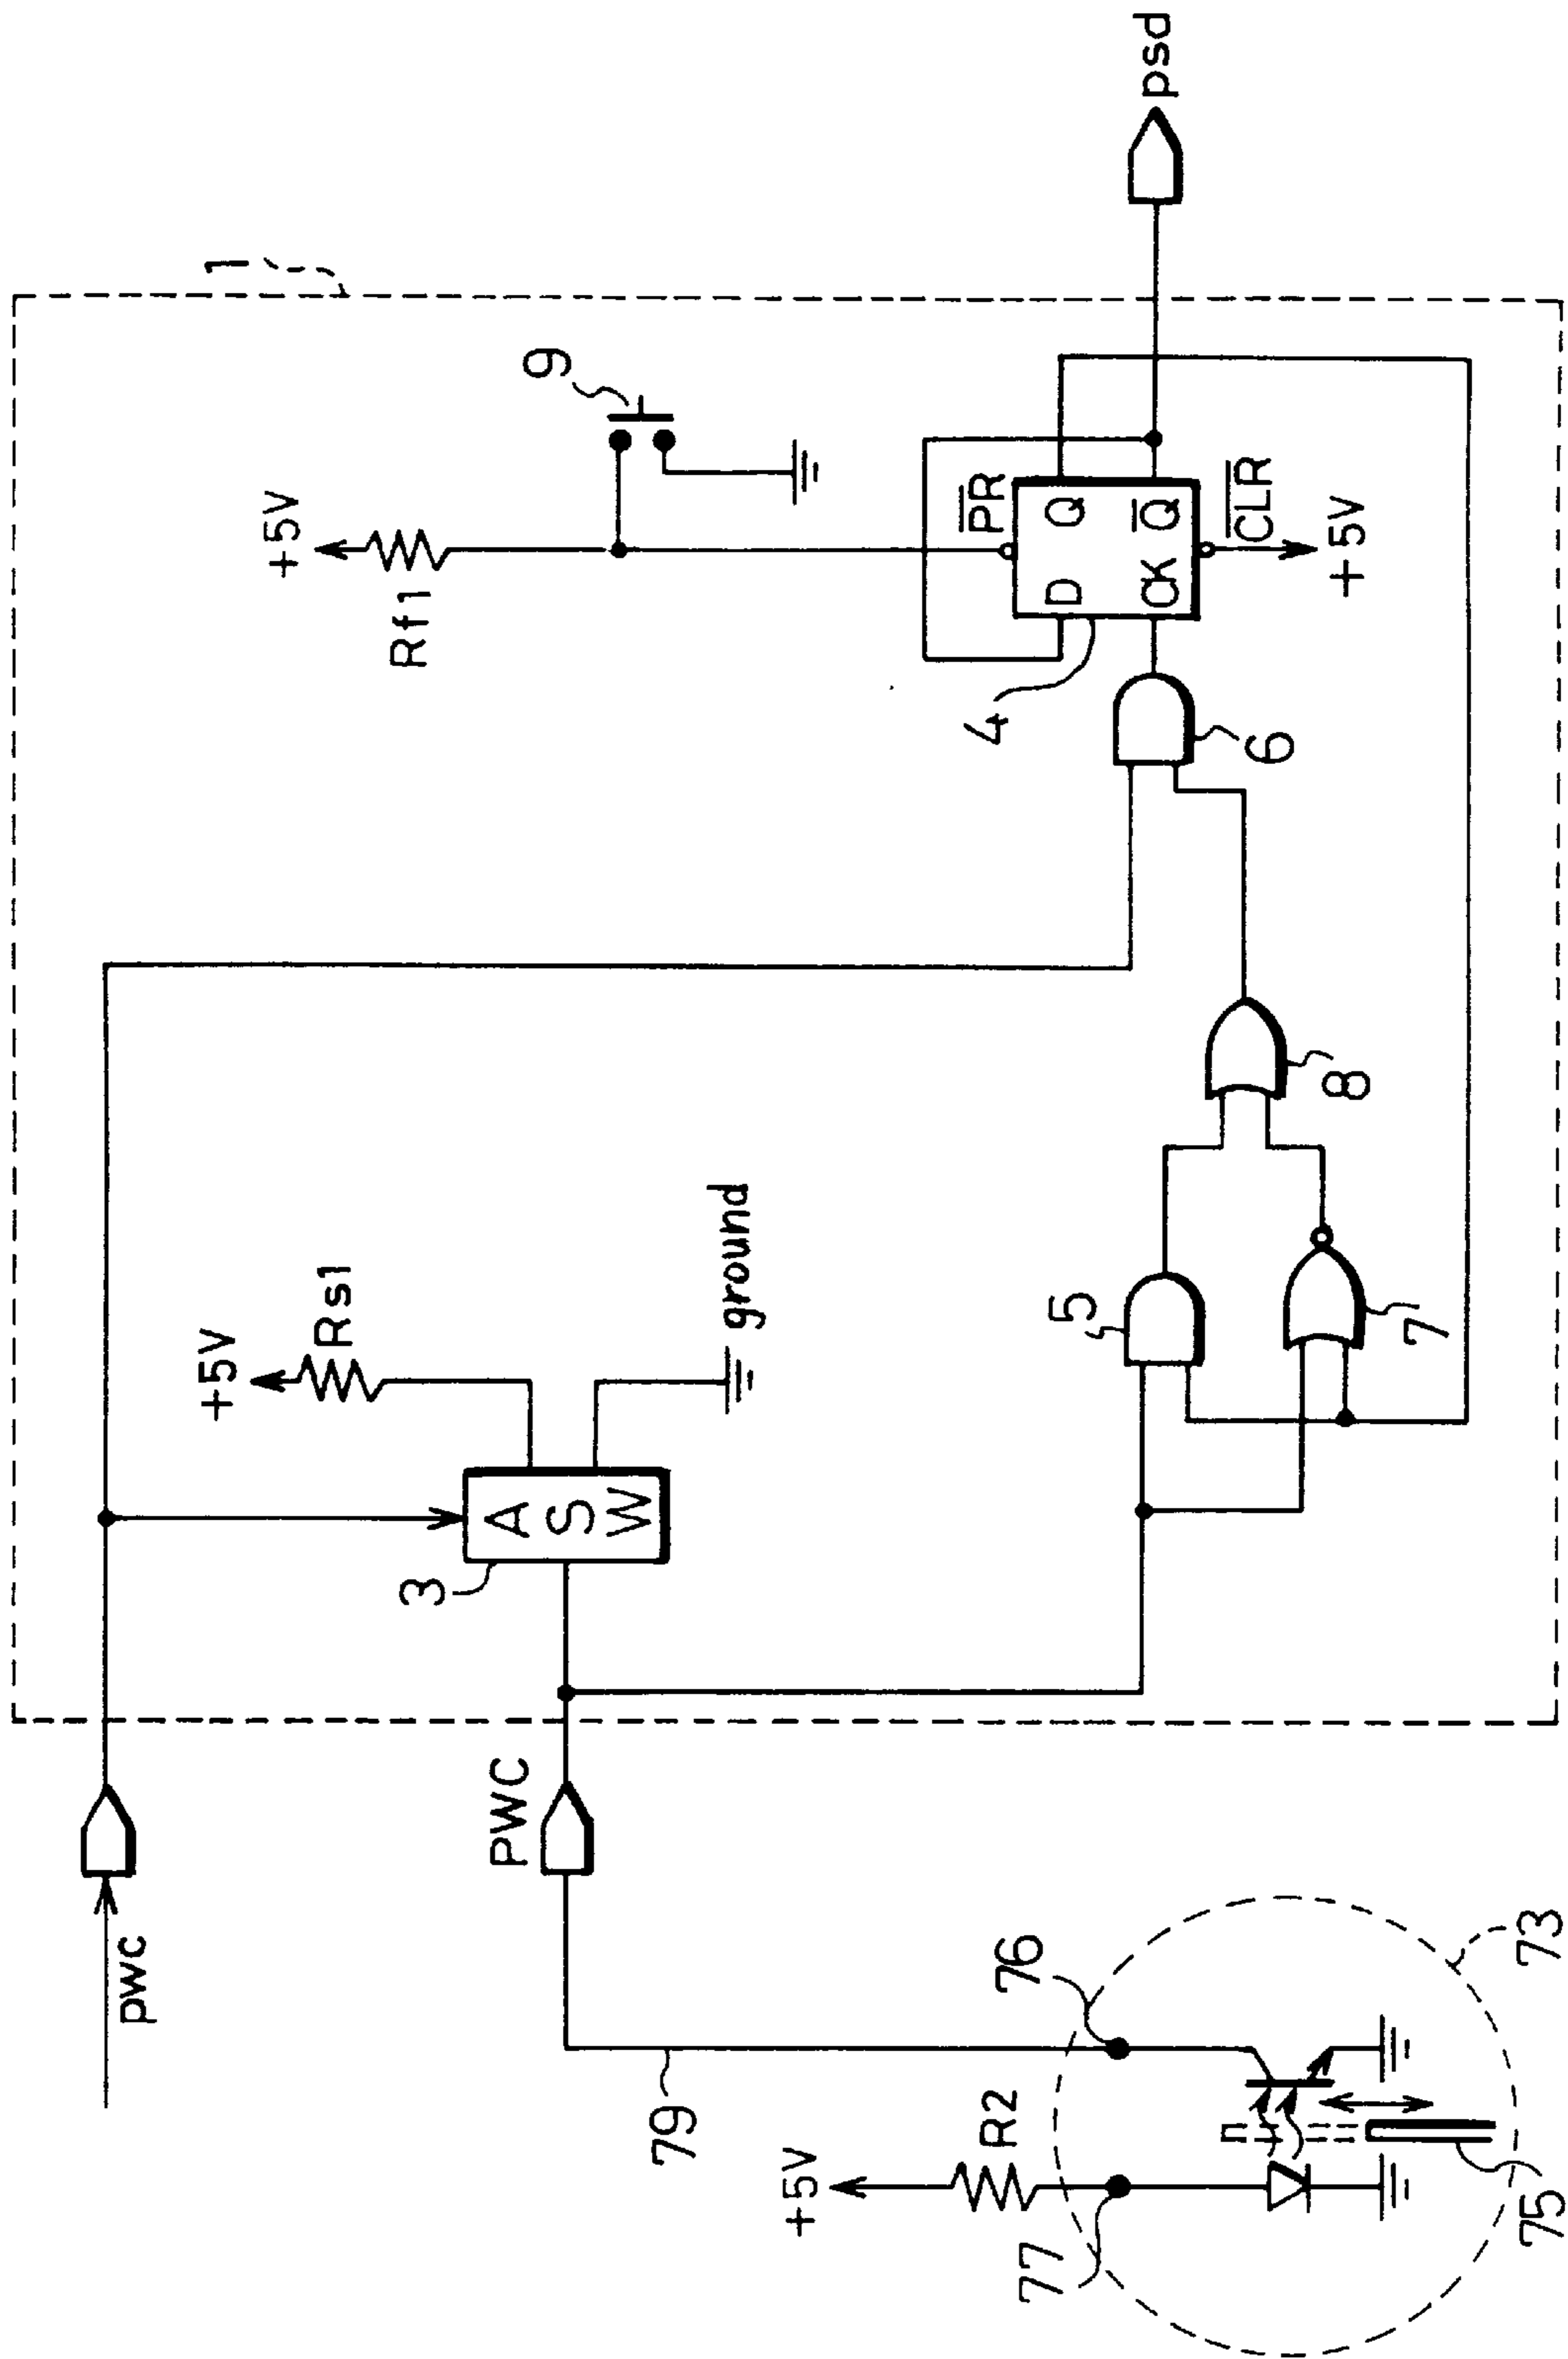 1
psd
9
+5V
Rf1
PR
Q
D
Q
CK
CLR
+5V
4
6
8
+5V
Rs1
ground
A
S
W
3
5
7
pwc
PWC
79
76
73
+5V
R2
77
75